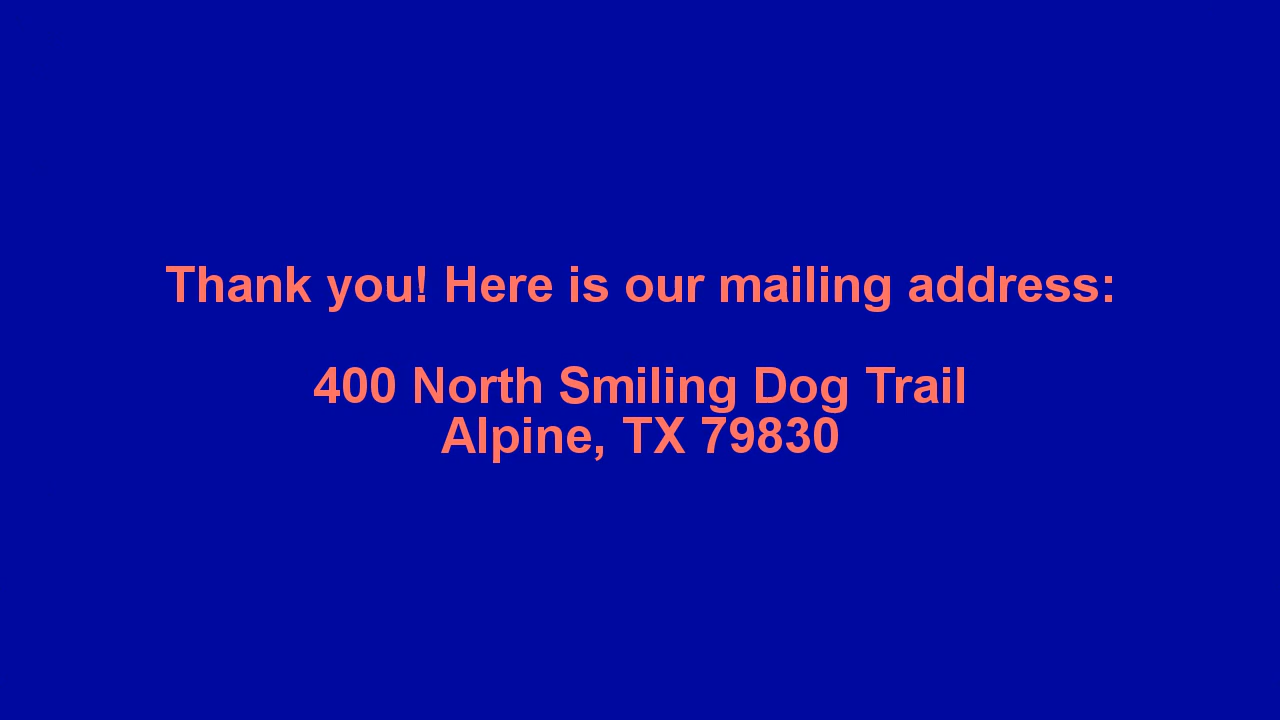 Thank you! Here is our mailing address:
400 North Smiling Dog Trail
Alpine, TX 79830